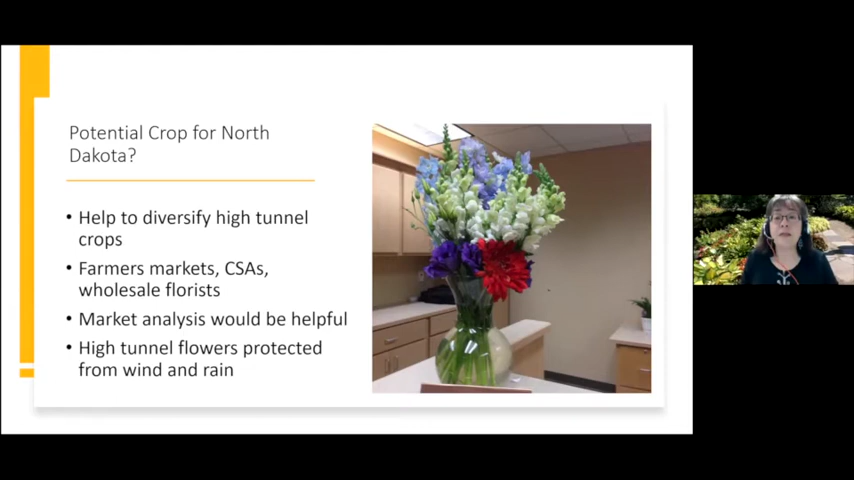 Potential Crop for North
Dakota?
• Help to diversify high tunnel
crops
• Farmers markets, CSAs,
wholesale florists
• Market analysis would be helpful
• High tunnel flowers protected
from wind and rain